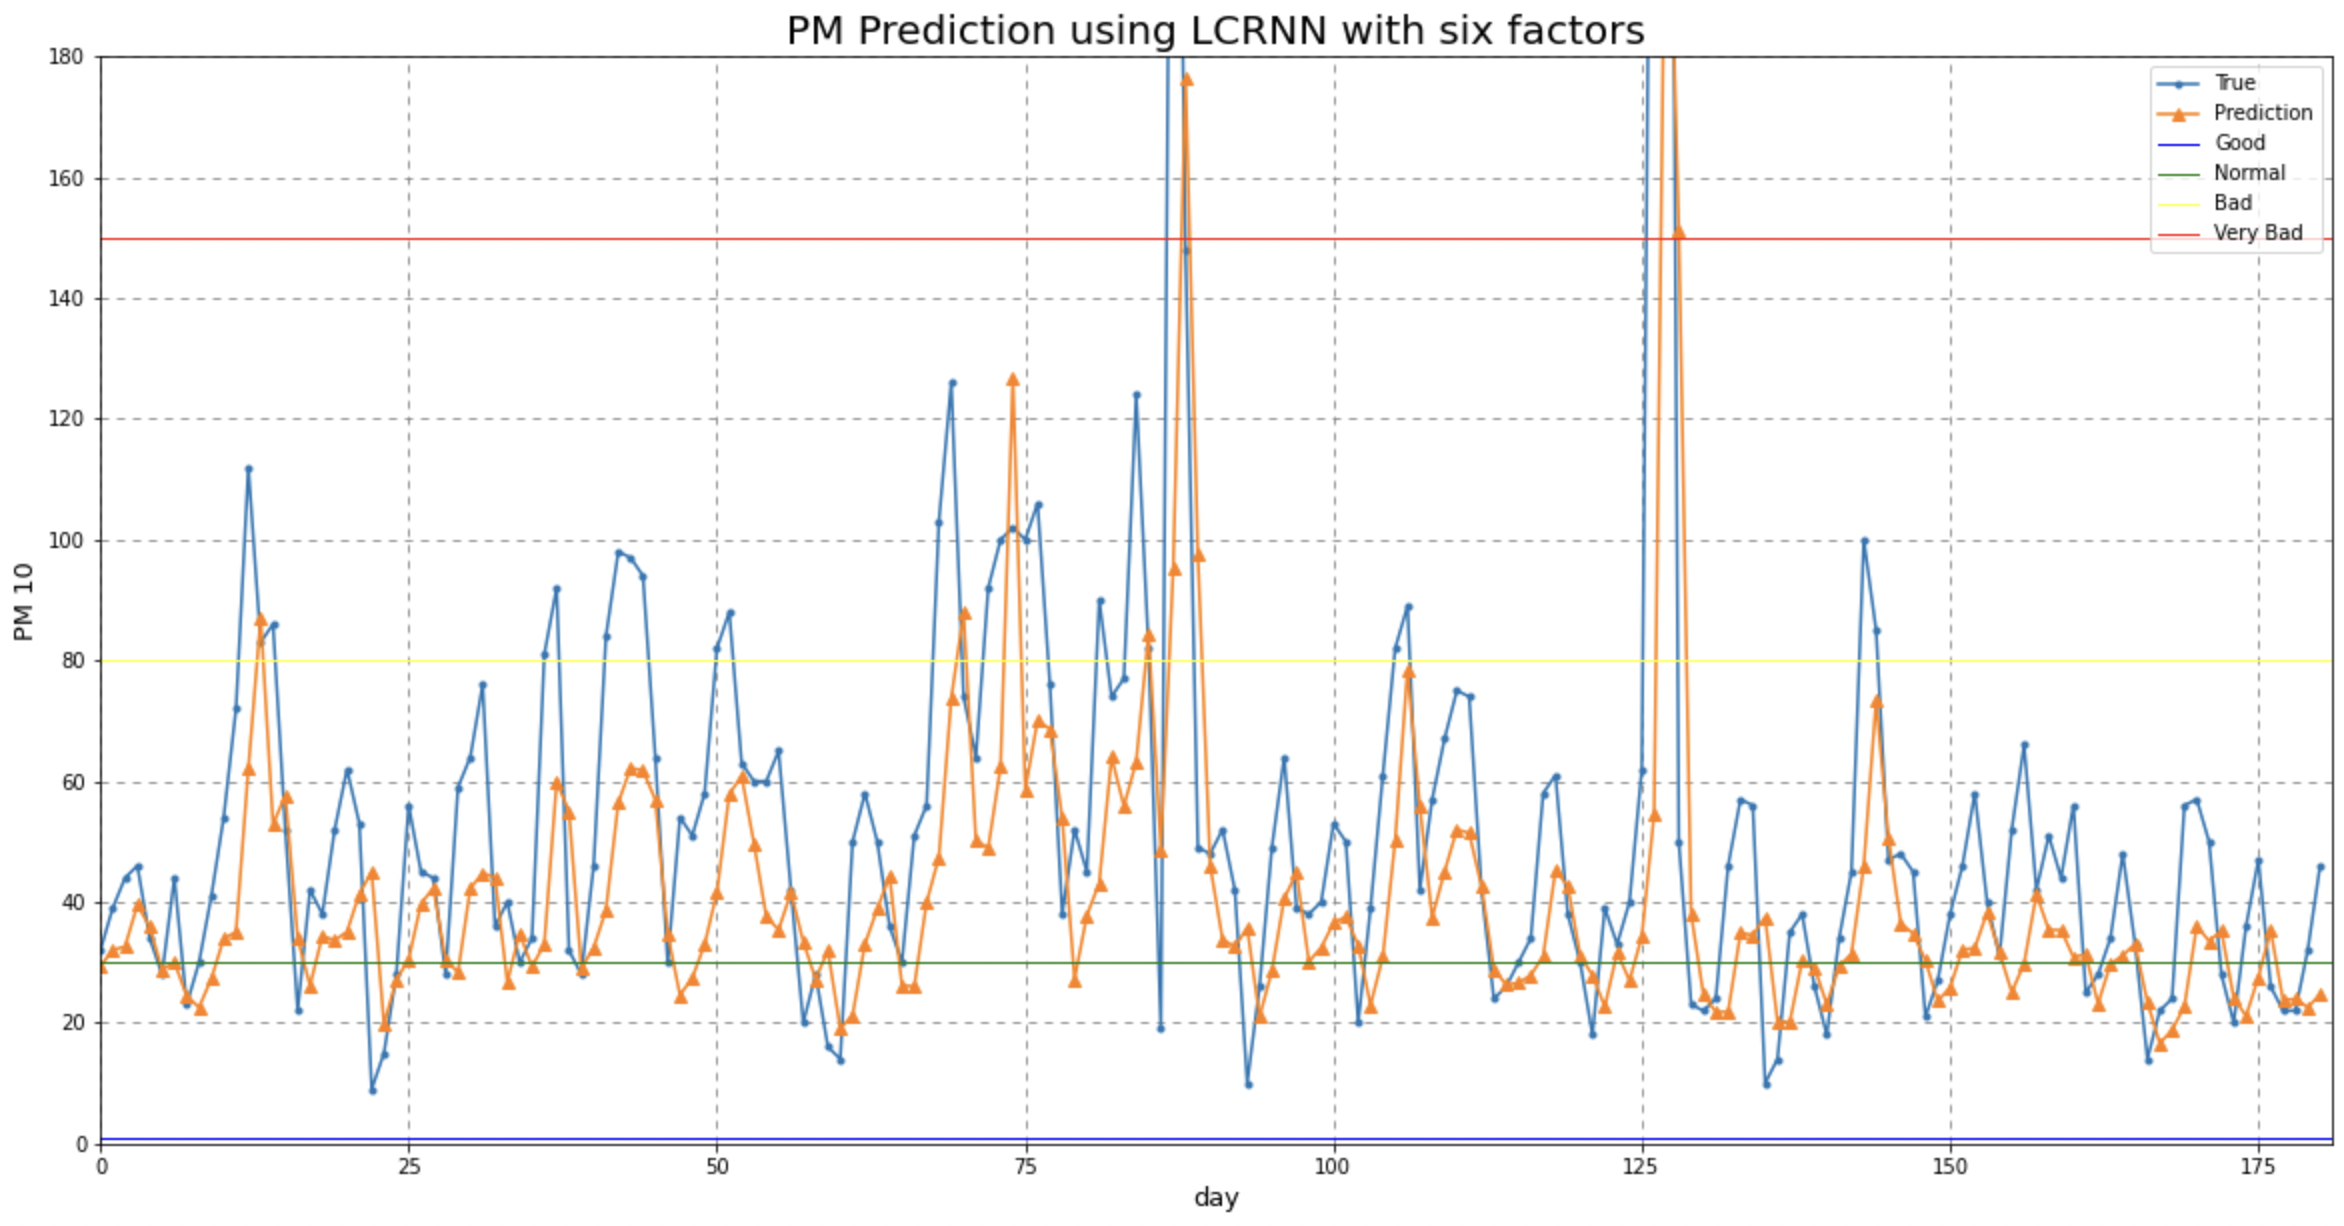 PM Prediction using LCRNN with six factors
180
160
140
120
100
80
60
40
20
0
PM 10
True
Prediction
Good
Normal
Bad
Very Bad
0 25 50 75 100 125 150 175
day